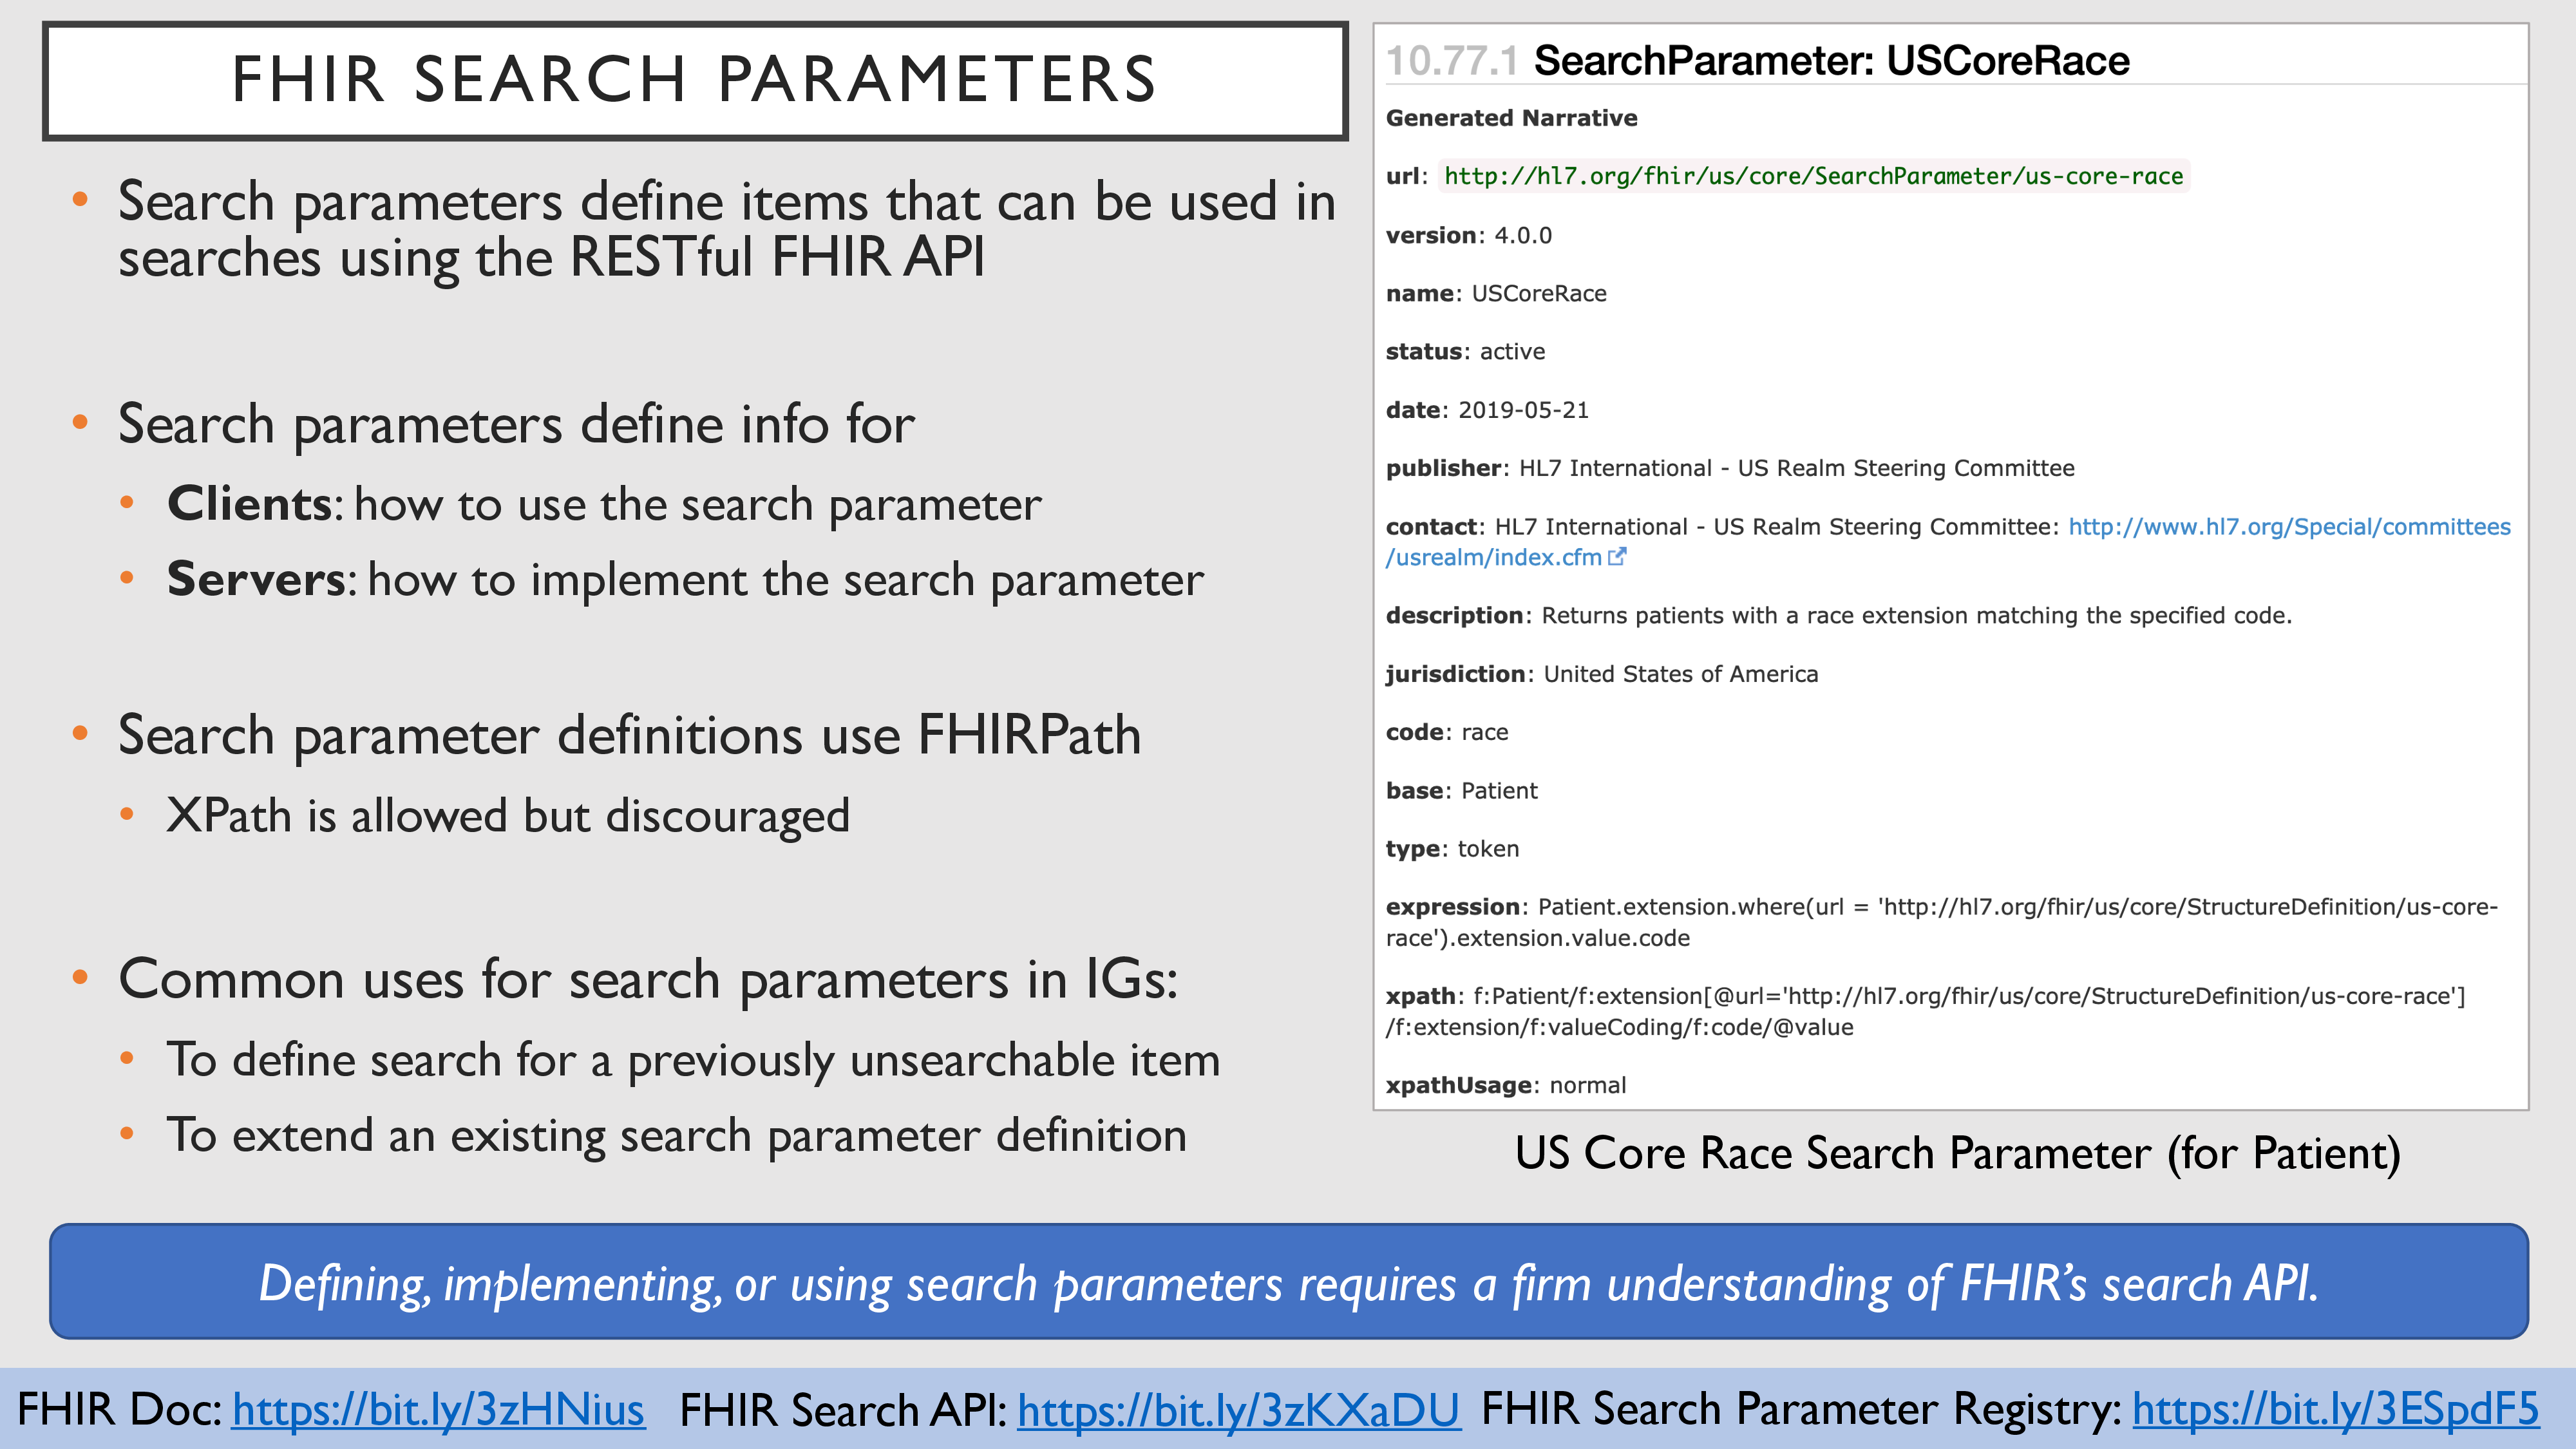 FHIR SEARCH PARAMETERS
• Search parameters define items that can be used in
searches using the RESTful FHIR API
• Search parameters define info for
• Clients: how to use the search parameter
• Servers: how to implement the search parameter
• Search parameter definitions use FHIRPath
• XPath is allowed but discouraged
• Common uses for search parameters in IGs:
• To define search for a previously unsearchable item
• To extend an existing search parameter definition
10.77.1 SearchParameter: USCoreRace
Generated Narrative
url: http://hl7.org/fhir/us/core/SearchParameter/us-core-race
version: 4.0.0
name: USCoreRace
status: active
date: 2019-05-21
publisher: HL7 International - US Realm Steering Committee
contact: HL7 International - US Realm Steering Committee: http://www.hl7.org/Special/committees
/usrealm/index.cfm
description: Returns patients with a race extension matching the specified code.
jurisdiction: United States of America
code: race
base: Patient
type: token
expression: Patient.extension.where(url = 'http://hl7.org/fhir/us/core/StructureDefinition/us-core-
race').extension.value.code
xpath: f:Patient/f:extension[@url='http://hl7.org/fhir/us/core/StructureDefinition/us-core-race']
/f:extension/f:valueCoding/f:code/@value
xpathUsage: normal
US Core Race Search Parameter (for Patient)
Defining, implementing, or using search parameters requires a firm understanding of FHIR’s search API.
FHIR Doc: https://bit.ly/3zHNius FHIR Search API: https://bit.ly/3zKXaDU FHIR Search Parameter Registry: https://bit.ly/3ESpdF5